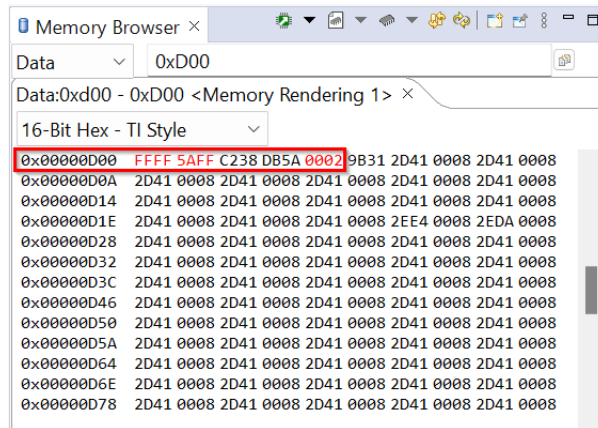 Memory Browser ×
Data 0xD00
Data:0xd00 - 0xD00 <Memory Rendering 1> ×
16-Bit Hex - TI Style
0x00000D00 FFFF 5AFF C238 DB5A 0002 9B31 2D41 0008 2D41 0008
0x00000D0A 2D41 0008 2D41 0008 2D41 0008 2D41 0008 2D41 0008
0x00000D14 2D41 0008 2D41 0008 2D41 0008 2D41 0008 2D41 0008
0x00000D1E 2D41 0008 2D41 0008 2D41 0008 2EE4 0008 2EDA 0008
0x00000D28 2D41 0008 2D41 0008 2D41 0008 2D41 0008 2D41 0008
0x00000D32 2D41 0008 2D41 0008 2D41 0008 2D41 0008 2D41 0008
0x00000D3C 2D41 0008 2D41 0008 2D41 0008 2D41 0008 2D41 0008
0x00000D46 2D41 0008 2D41 0008 2D41 0008 2D41 0008 2D41 0008
0x00000D50 2D41 0008 2D41 0008 2D41 0008 2D41 0008 2D41 0008
0x00000D5A 2D41 0008 2D41 0008 2D41 0008 2D41 0008 2D41 0008
0x00000D64 2D41 0008 2D41 0008 2D41 0008 2D41 0008 2D41 0008
0x00000D6E 2D41 0008 2D41 0008 2D41 0008 2D41 0008 2D41 0008
0x00000D78 2D41 0008 2D41 0008 2D41 0008 2D41 0008 2D41 0008